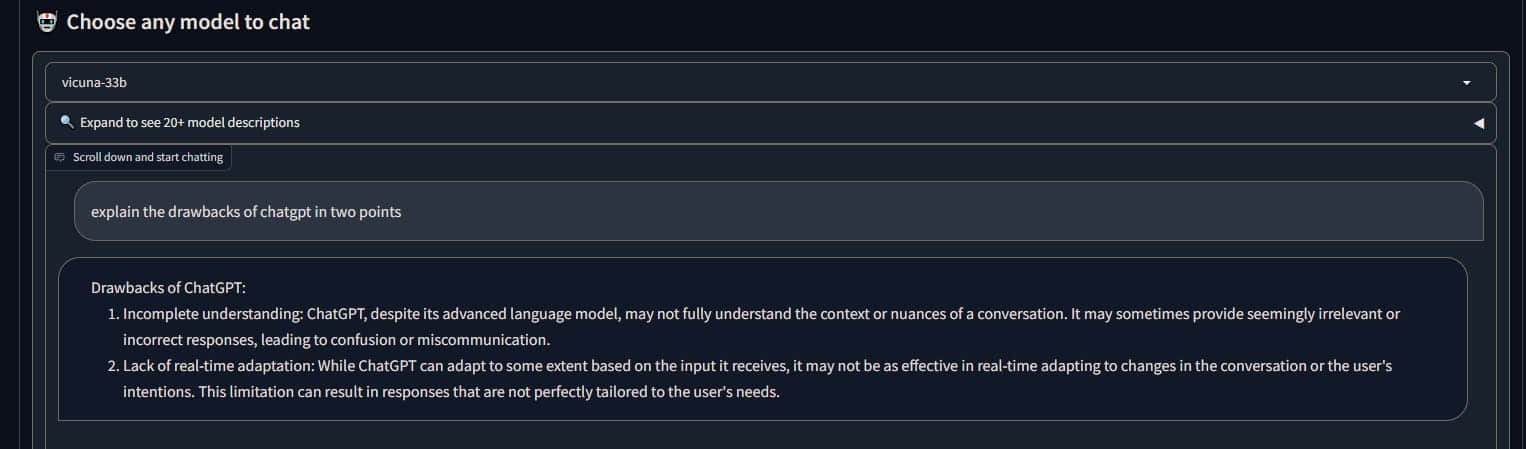 Choose any model to chat
vicuna-33b
Expand to see 20+ model descriptions
Scroll down and start chatting
explain the drawbacks of chatgpt in two points
Drawbacks of ChatGPT:
1. Incomplete understanding: ChatGPT, despite its advanced language model, may not fully understand the context or nuances of a conversation. It may sometimes provide seemingly irrelevant or
incorrect responses, leading to confusion or miscommunication.
2. Lack of real-time adaptation: While ChatGPT can adapt to some extent based on the input it receives, it may not be as effective in real-time adapting to changes in the conversation or the user's
intentions. This limitation can result in responses that are not perfectly tailored to the user's needs.